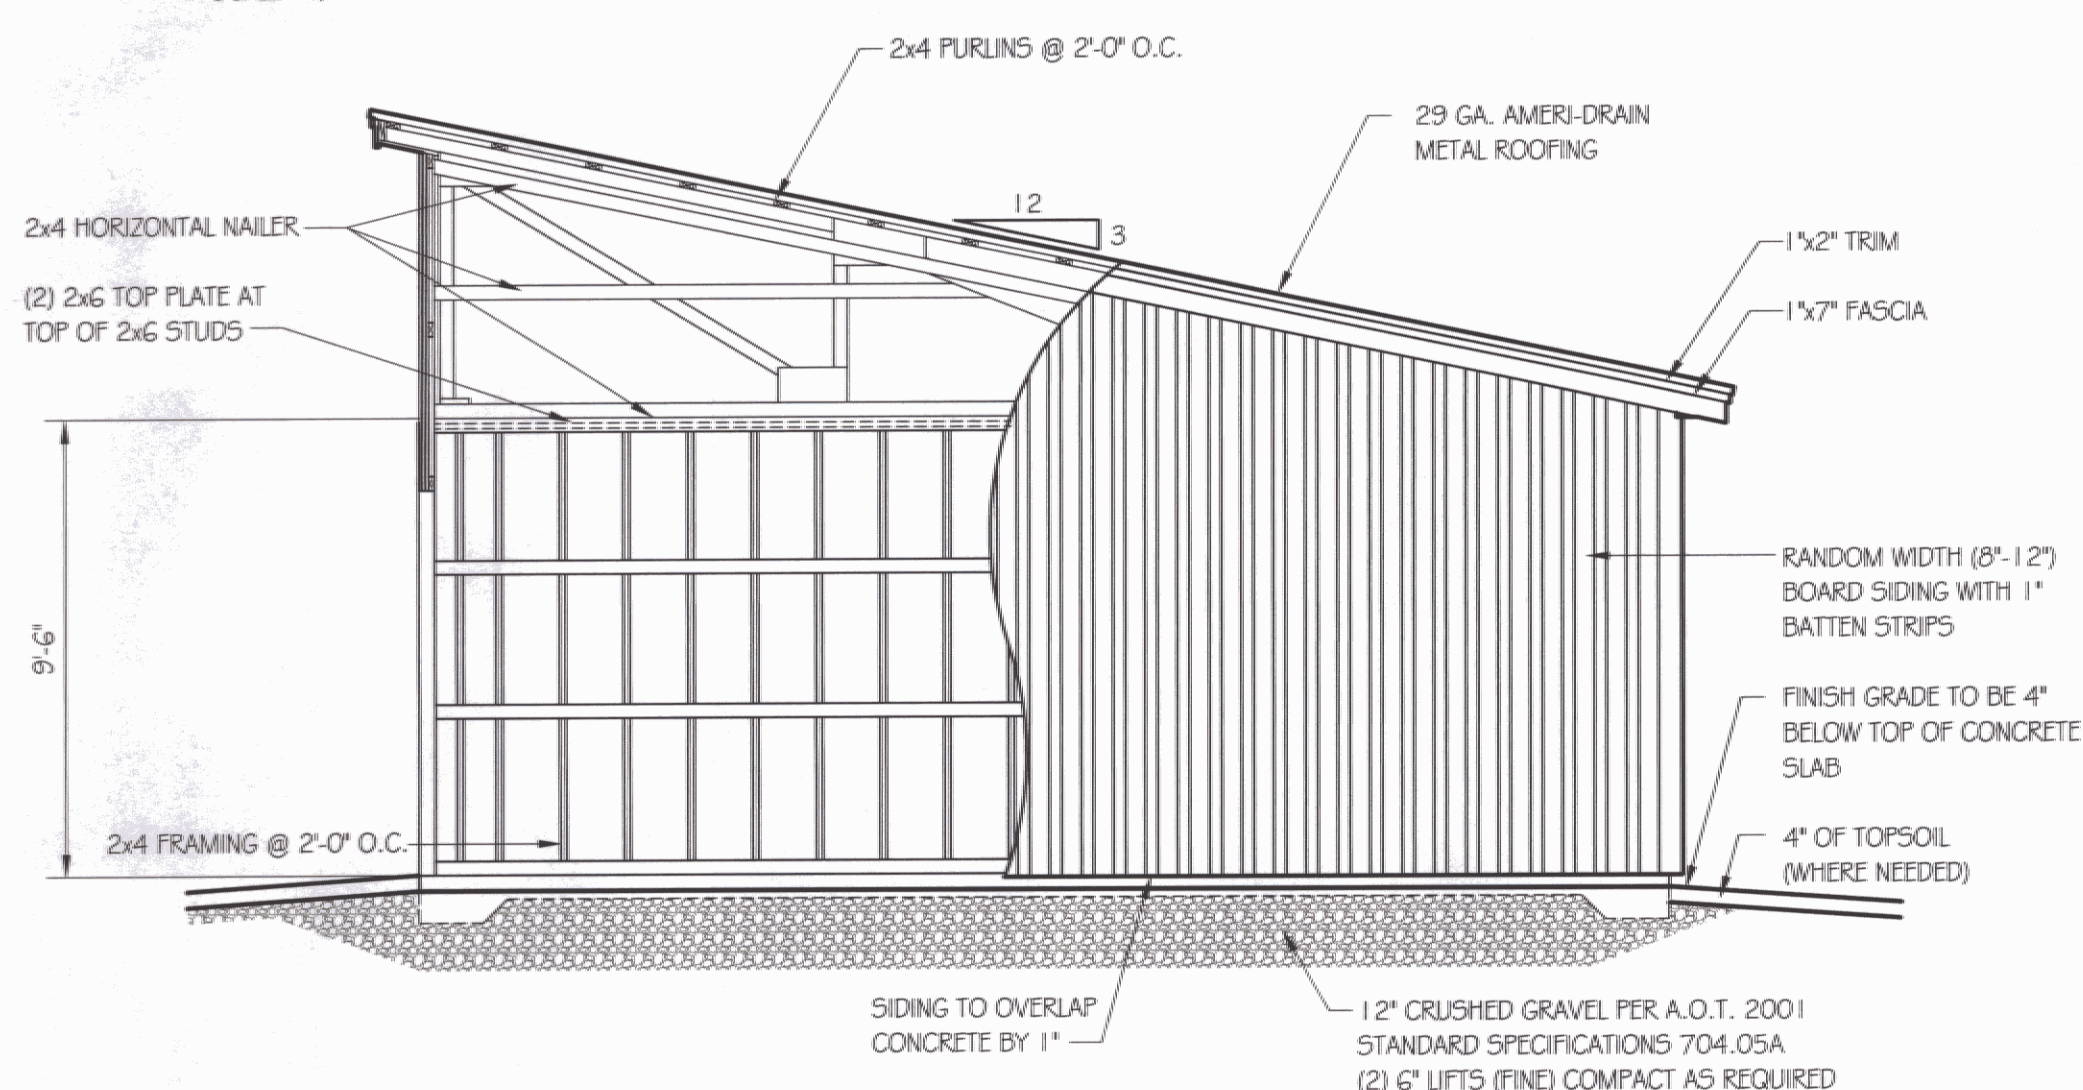 2x4 PURLINS @ 2'-0" O.C.
29 GA. AMERI-DRAIN
METAL ROOFING
12
3
2x4 HORIZONTAL NAILER
1"x2" TRIM
(2) 2x6 TOP PLATE AT
TOP OF 2x6 STUDS
1"x7" FASCIA
9'-6"
RANDOM WIDTH (8"-12")
BOARD SIDING WITH 1"
BATTEN STRIPS
FINISH GRADE TO BE 4"
BELOW TOP OF CONCRETE
SLAB
2x4 FRAMING @ 2'-0" O.C.
4" OF TOPSOIL
(WHERE NEEDED)
SIDING TO OVERLAP
CONCRETE BY 1"
12" CRUSHED GRAVEL PER A.O.T. 2001
STANDARD SPECIFICATIONS 704.05A
(2) 6" LIFTS (FINE) COMPACT AS REQUIRED